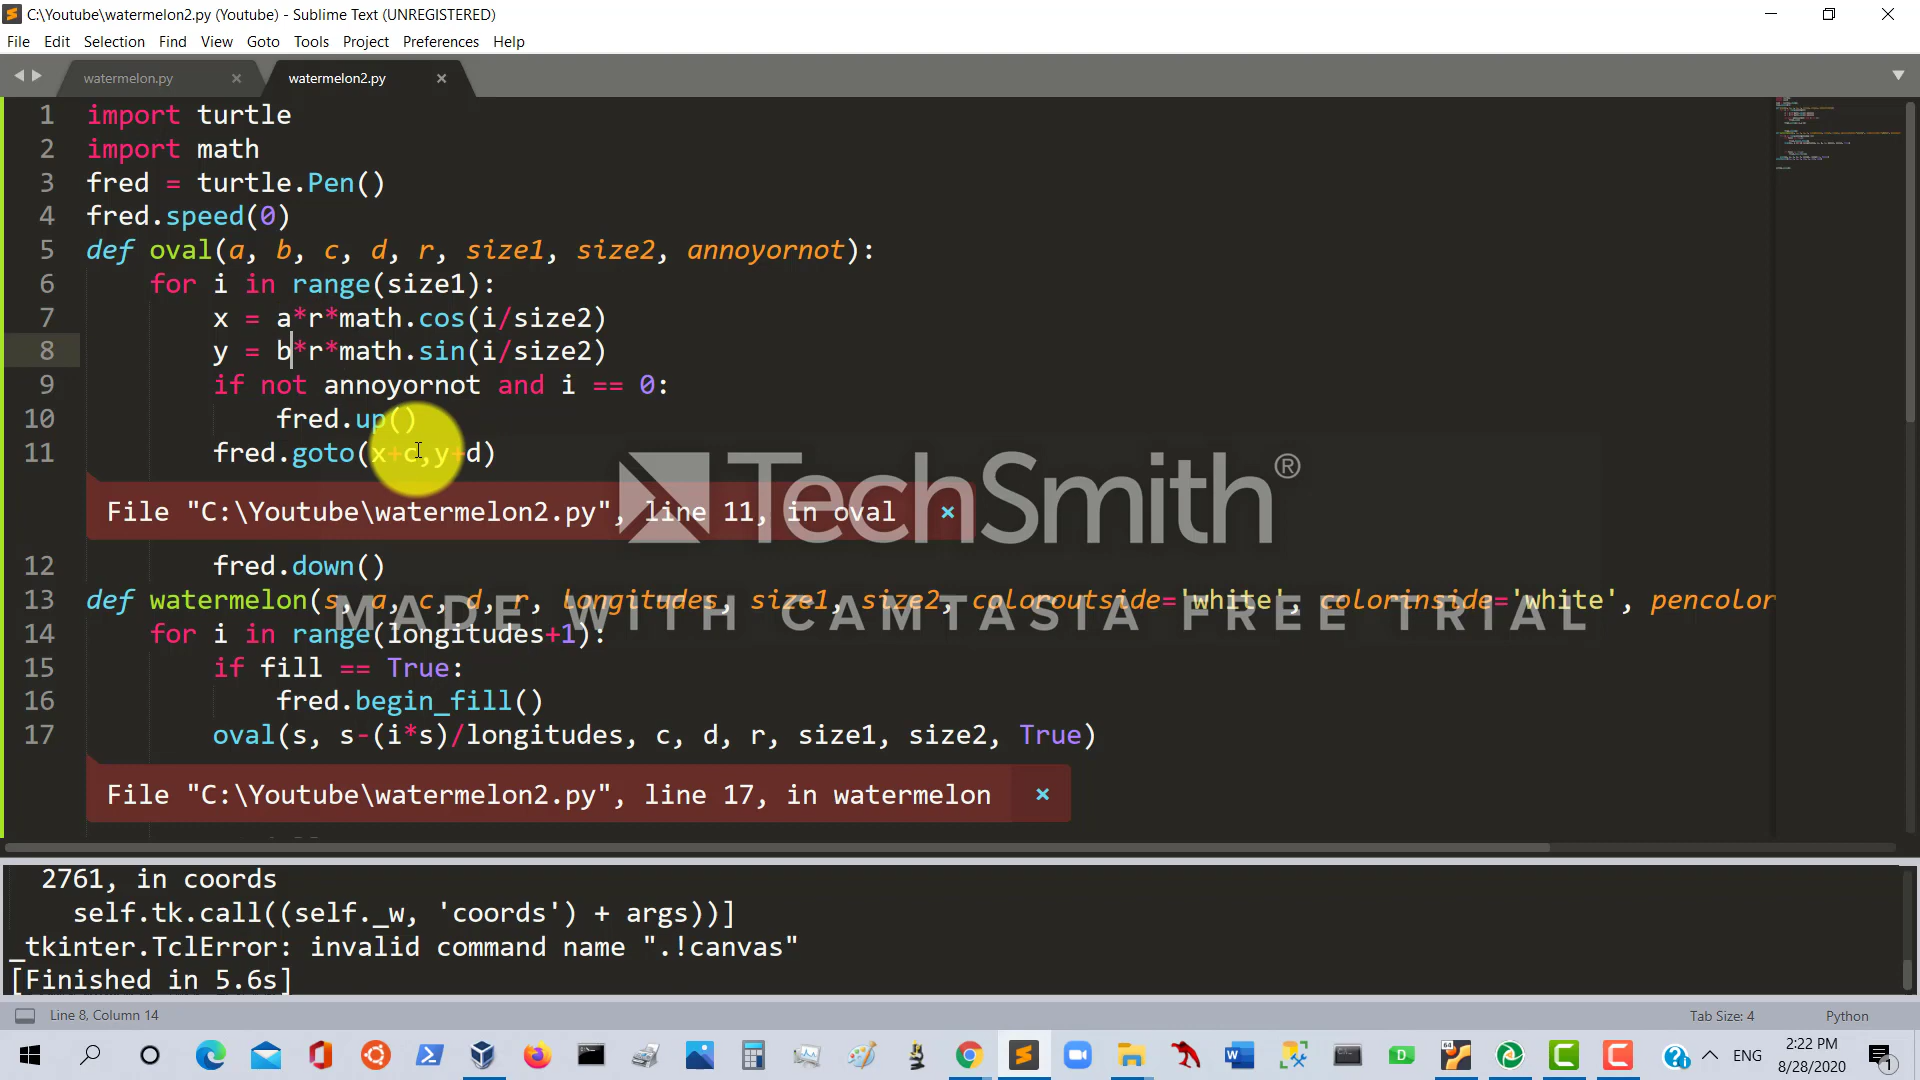 C:\Youtube\watermelon2.py (Youtube) - Sublime Text (UNREGISTERED)
File Edit Selection Find View Goto Tools Project Preferences Help
watermelon.py × watermelon2.py ×
1 import turtle
2 import math
3 fred = turtle.Pen()
4 fred.speed(0)
5 def oval(a, b, c, d, r, size1, size2, annoyornot):
6 for i in range(size1):
7 x = a*r*math.cos(i/size2)
8 y = b*r*math.sin(i/size2)
9 if not annoyornot and i == 0:
10 fred.up()
11 fred.goto(x+c,y+d)
File "C:\Youtube\watermelon2.py", line 11, in oval ×
TechSmith®
12 fred.down()
13 def watermelon(s, a, c, d, r, longitudes, size1, size2, coloroutside='white', colorinside='white', pencolor
MADE WITH CAMTASIA FREE TRIAL
14 for i in range(longitudes+1):
15 if fill == True:
16 fred.begin_fill()
17 oval(s, s-(i*s)/longitudes, c, d, r, size1, size2, True)
File "C:\Youtube\watermelon2.py", line 17, in watermelon ×
2761, in coords
self.tk.call((self._w, 'coords') + args))]
_tkinter.TclError: invalid command name ".!canvas"
[Finished in 5.6s]
Line 8, Column 14 Tab Size: 4 Python
ENG 2:22 PM
8/28/2020